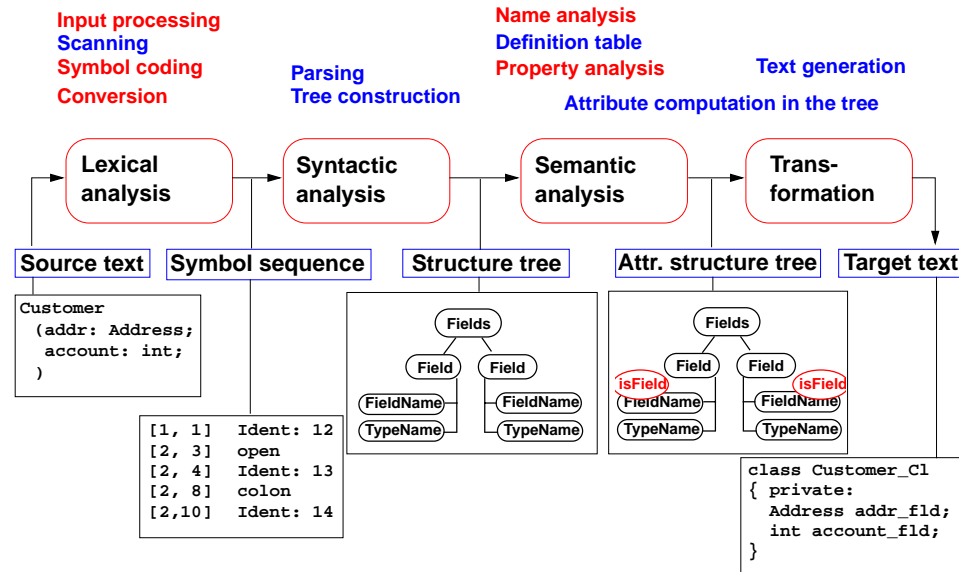 Input processing
Scanning
Symbol coding
Conversion
Parsing
Tree construction
Name analysis
Definition table
Property analysis
Text generation
Attribute computation in the tree
Lexical
analysis
Syntactic
analysis
Semantic
analysis
Trans-
formation
Source text
Symbol sequence
Structure tree
Attr. structure tree
Target text
Customer
(addr: Address;
account: int;
)
[1, 1] Ident: 12
[2, 3] open
[2, 4] Ident: 13
[2, 8] colon
[2,10] Ident: 14
Fields
Field Field
FieldName FieldName
TypeName TypeName
Fields
Field Field
isField isField
FieldName FieldName
TypeName TypeName
class Customer_Cl
{ private:
Address addr_fld;
int account_fld;
}